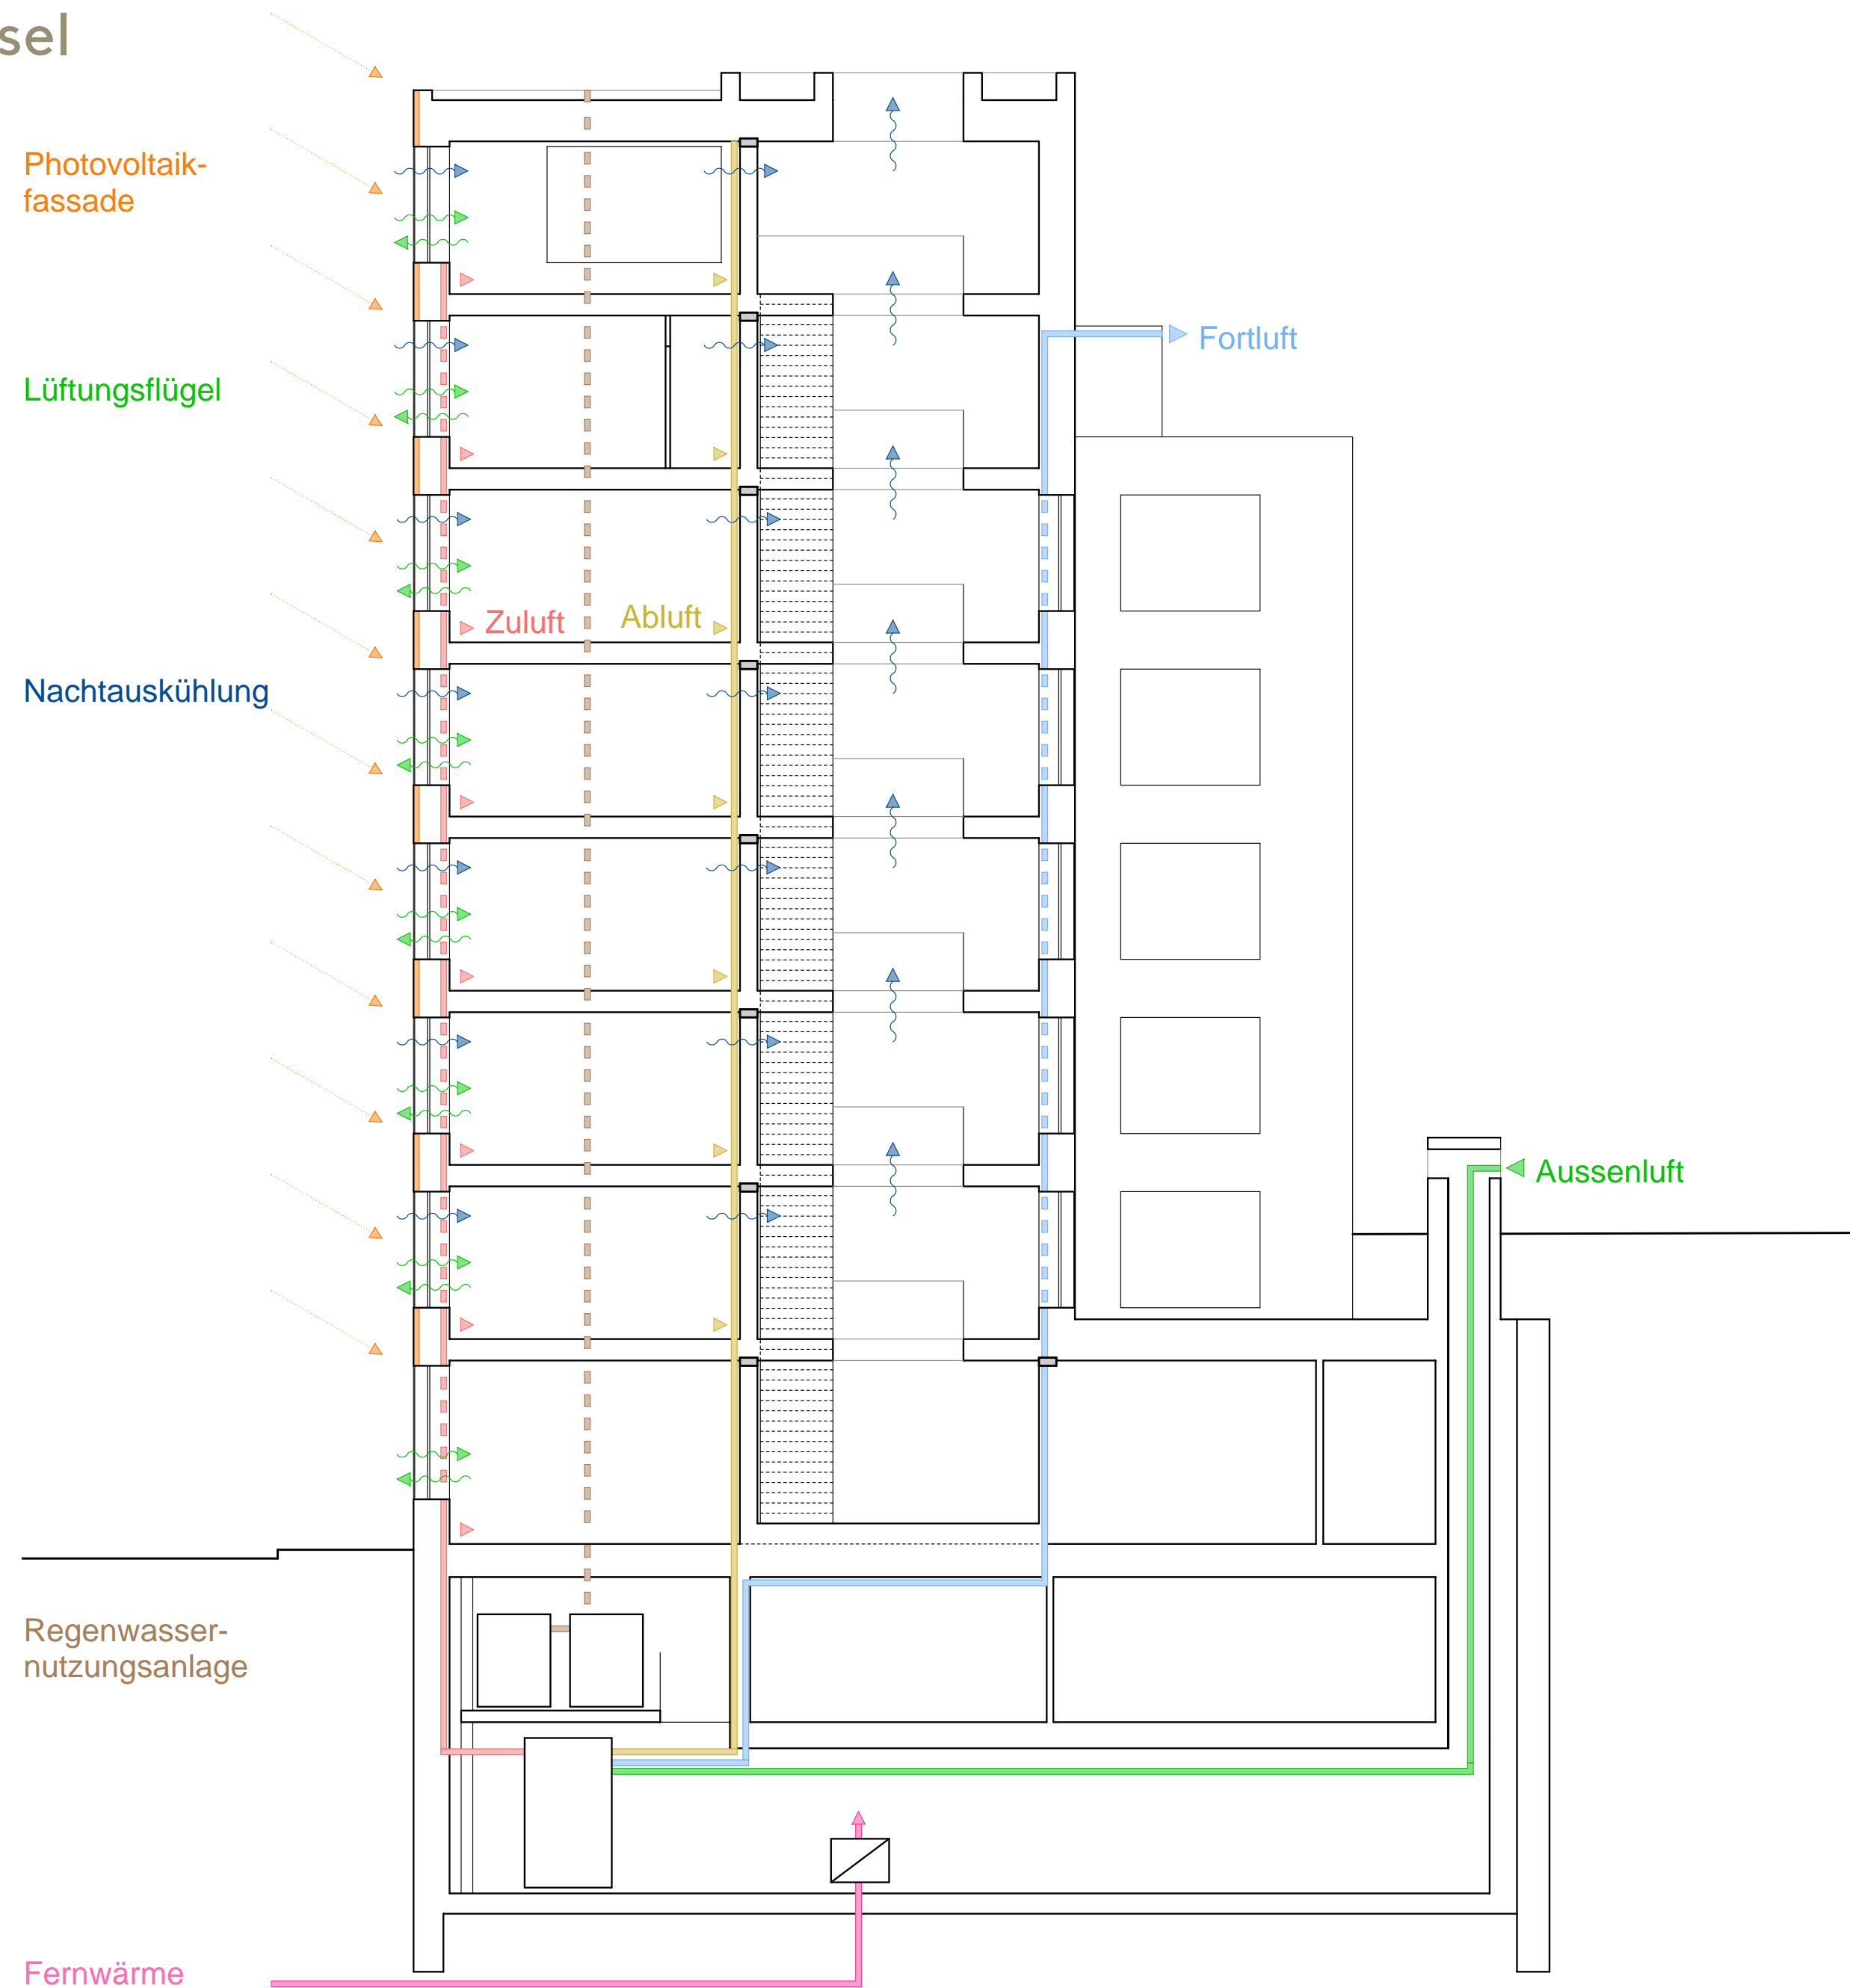 sel
Photovoltaik-
fassade
Fortluft
Lüftungsflügel
Zuluft
Abluft
Nachtauskühlung
Aussenluft
Regenwasser-
nutzungsanlage
Fernwärme